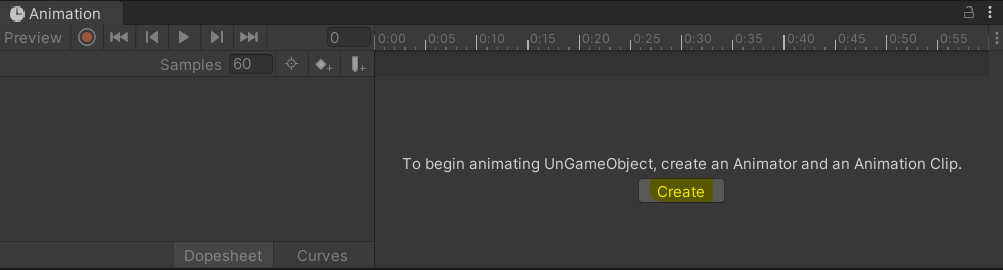 Animation
Preview 0 0:00 0:05 0:10 0:15 0:20 0:25 0:30 0:35 0:40 0:45 0:50 0:55
Samples 60
To begin animating UnGameObject, create an Animator and an Animation Clip.
Create
Dopesheet Curves